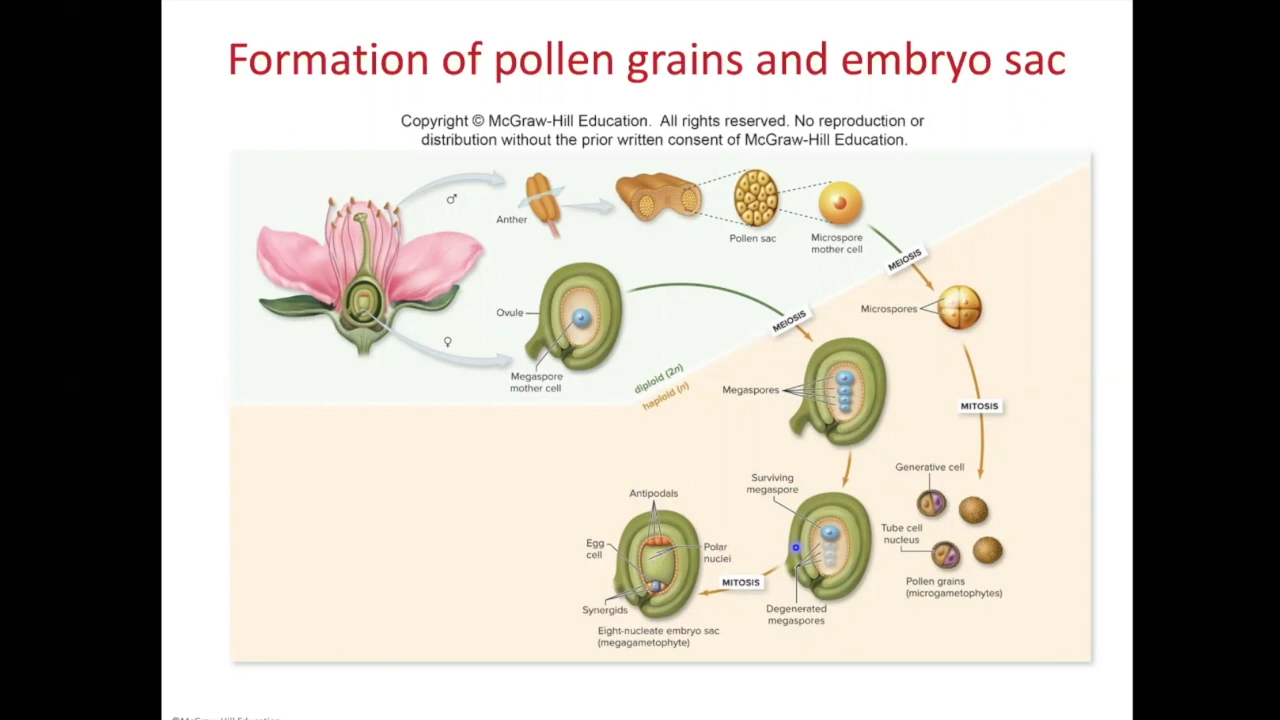 Formation of pollen grains and embryo sac
Copyright © McGraw-Hill Education. All rights reserved. No reproduction or
distribution without the prior written consent of McGraw-Hill Education.
♂
Anther
Pollen sac
Microspore
mother cell
MEIOSIS
Microspores
Ovule
MEIOSIS
♀
Megaspore
mother cell
diploid (2n)
haploid (n)
Megaspores
MITOSIS
Generative cell
Surviving
megaspore
Antipodals
Tube cell
nucleus
Egg
cell
Polar
nuclei
MITOSIS
Pollen grains
(microgametophytes)
Synergids
Degenerated
megaspores
Eight-nucleate embryo sac
(megagametophyte)
©McGraw-Hill Education